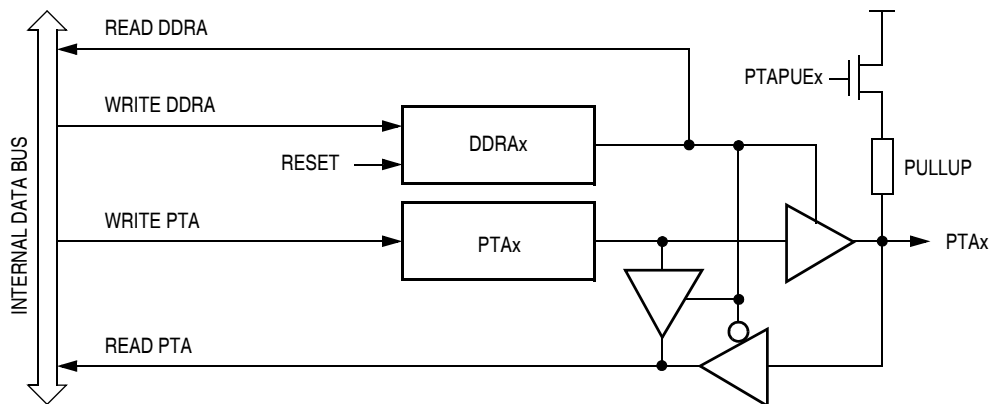 READ DDRA
PTAPUEx
WRITE DDRA
DDRAx
RESET
PULLUP
WRITE PTA
PTAx
PTAx
INTERNAL DATA BUS
READ PTA